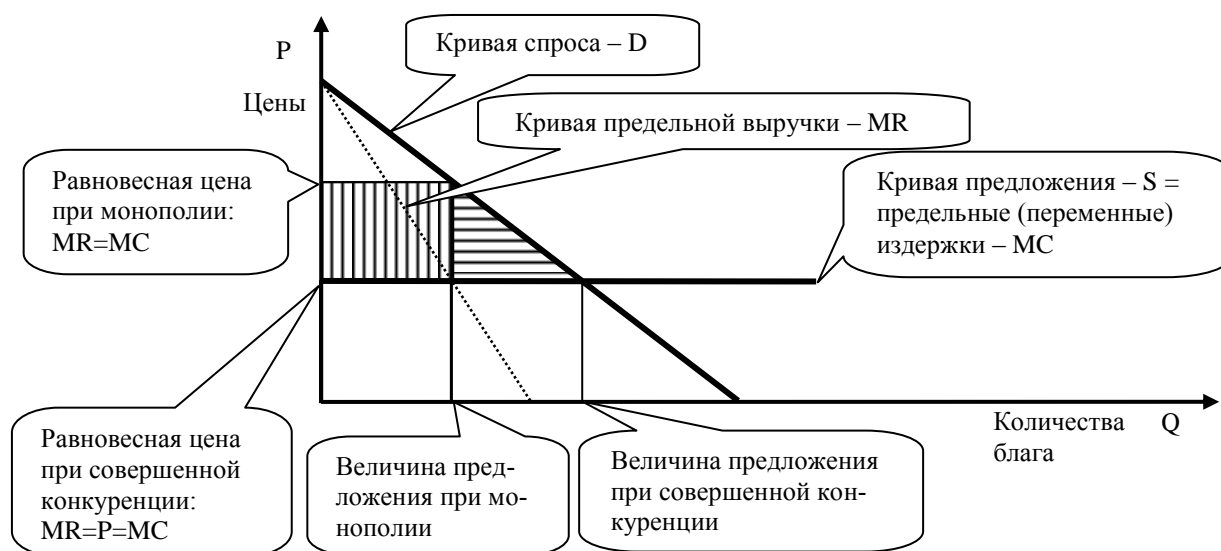 P
Цены
Кривая спроса – D
Кривая предельной выручки – MR
Равновесная цена
при монополии:
MR=MC
Кривая предложения – S =
предельные (переменные)
издержки – MC
Равновесная цена
при совершенной
конкуренции:
MR=P=MC
Величина пред-
ложения при мо-
нополии
Величина предложения
при совершенной кон-
куренции
Количества
блага
Q